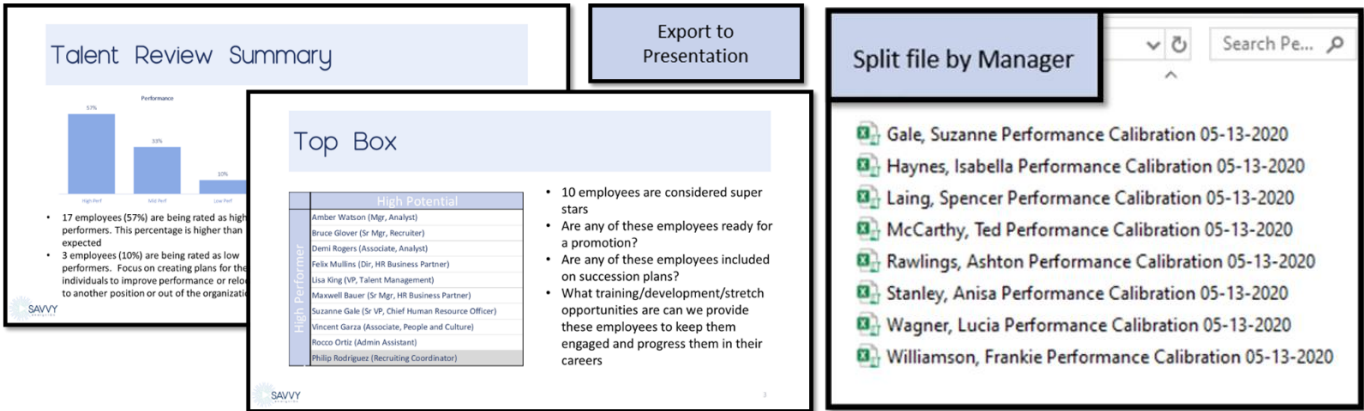 Talent Review Summary
Performance
57%
33%
10%
High Perf
Low Perf
• 17 employees (57%) are being rated as high
performers. This percentage is higher than
expected
• 3 employees (10%) are being rated as low
performers. Focus on creating plans for the
individuals to improve performance or relo
to another position or out of the organizatio
SAVVY
Export to
Presentation
Top Box
High Potential
High Performer
Amber Watson (Mgr, Analyst)
Bruce Glover (Sr Mgr, Recruiter)
Demi Rogers (Associate, Analyst)
Felix Mullins (Dir, HR Business Partner)
Lisa King (VP, Talent Management)
Maxwell Bauer (Sr Mgr, HR Business Partner)
Suzanne Gale (Sr VP, Chief Human Resource Officer)
Vincent Garza (Associate, People and Culture)
Rocco Ortiz (Admin Assistant)
Philip Rodriguez (Recruiting Coordinator)
• 10 employees are considered super
stars
• Are any of these employees ready for
a promotion?
• Are any of these employees included
on succession plans?
• What training/development/stretch
opportunities are can we provide
these employees to keep them
engaged and progress them in their
careers
SAVVY
3
Split file by Manager
Search Pe...
Gale, Suzanne Performance Calibration 05-13-2020
Haynes, Isabella Performance Calibration 05-13-2020
Laing, Spencer Performance Calibration 05-13-2020
McCarthy, Ted Performance Calibration 05-13-2020
Rawlings, Ashton Performance Calibration 05-13-2020
Stanley, Anisa Performance Calibration 05-13-2020
Wagner, Lucia Performance Calibration 05-13-2020
Williamson, Frankie Performance Calibration 05-13-2020